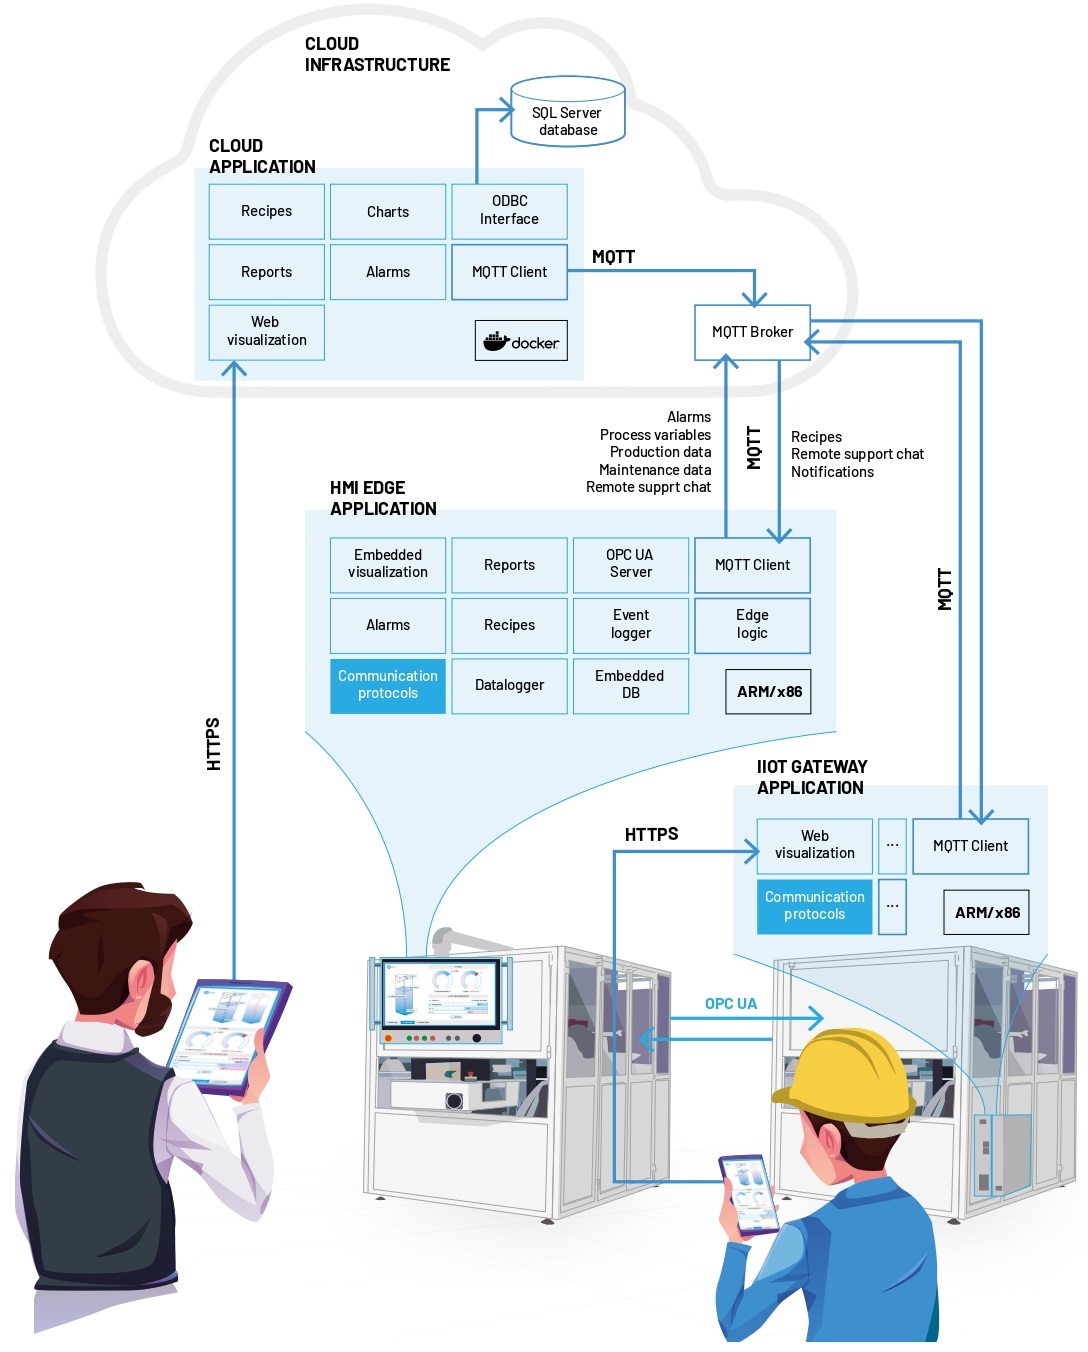 CLOUD
INFRASTRUCTURE
SQL Server
database
CLOUD
APPLICATION
Recipes
Charts
ODBC
Interface
Reports
Alarms
MQTT Client
MQTT
Web
visualization
docker
MQTT Broker
Alarms
Process variables
Production data
Maintenance data
Remote supprt chat
MQTT
Recipes
Remote support chat
Notifications
HMI EDGE
APPLICATION
Embedded
visualization
Reports
OPC UA
Server
MQTT Client
Alarms
Recipes
Event
logger
Edge
logic
Communication
protocols
Datalogger
Embedded
DB
ARM/x86
MQTT
HTTPS
IIOT GATEWAY
APPLICATION
HTTPS
Web
visualization
...
MQTT Client
Communication
protocols
...
ARM/x86
OPC UA